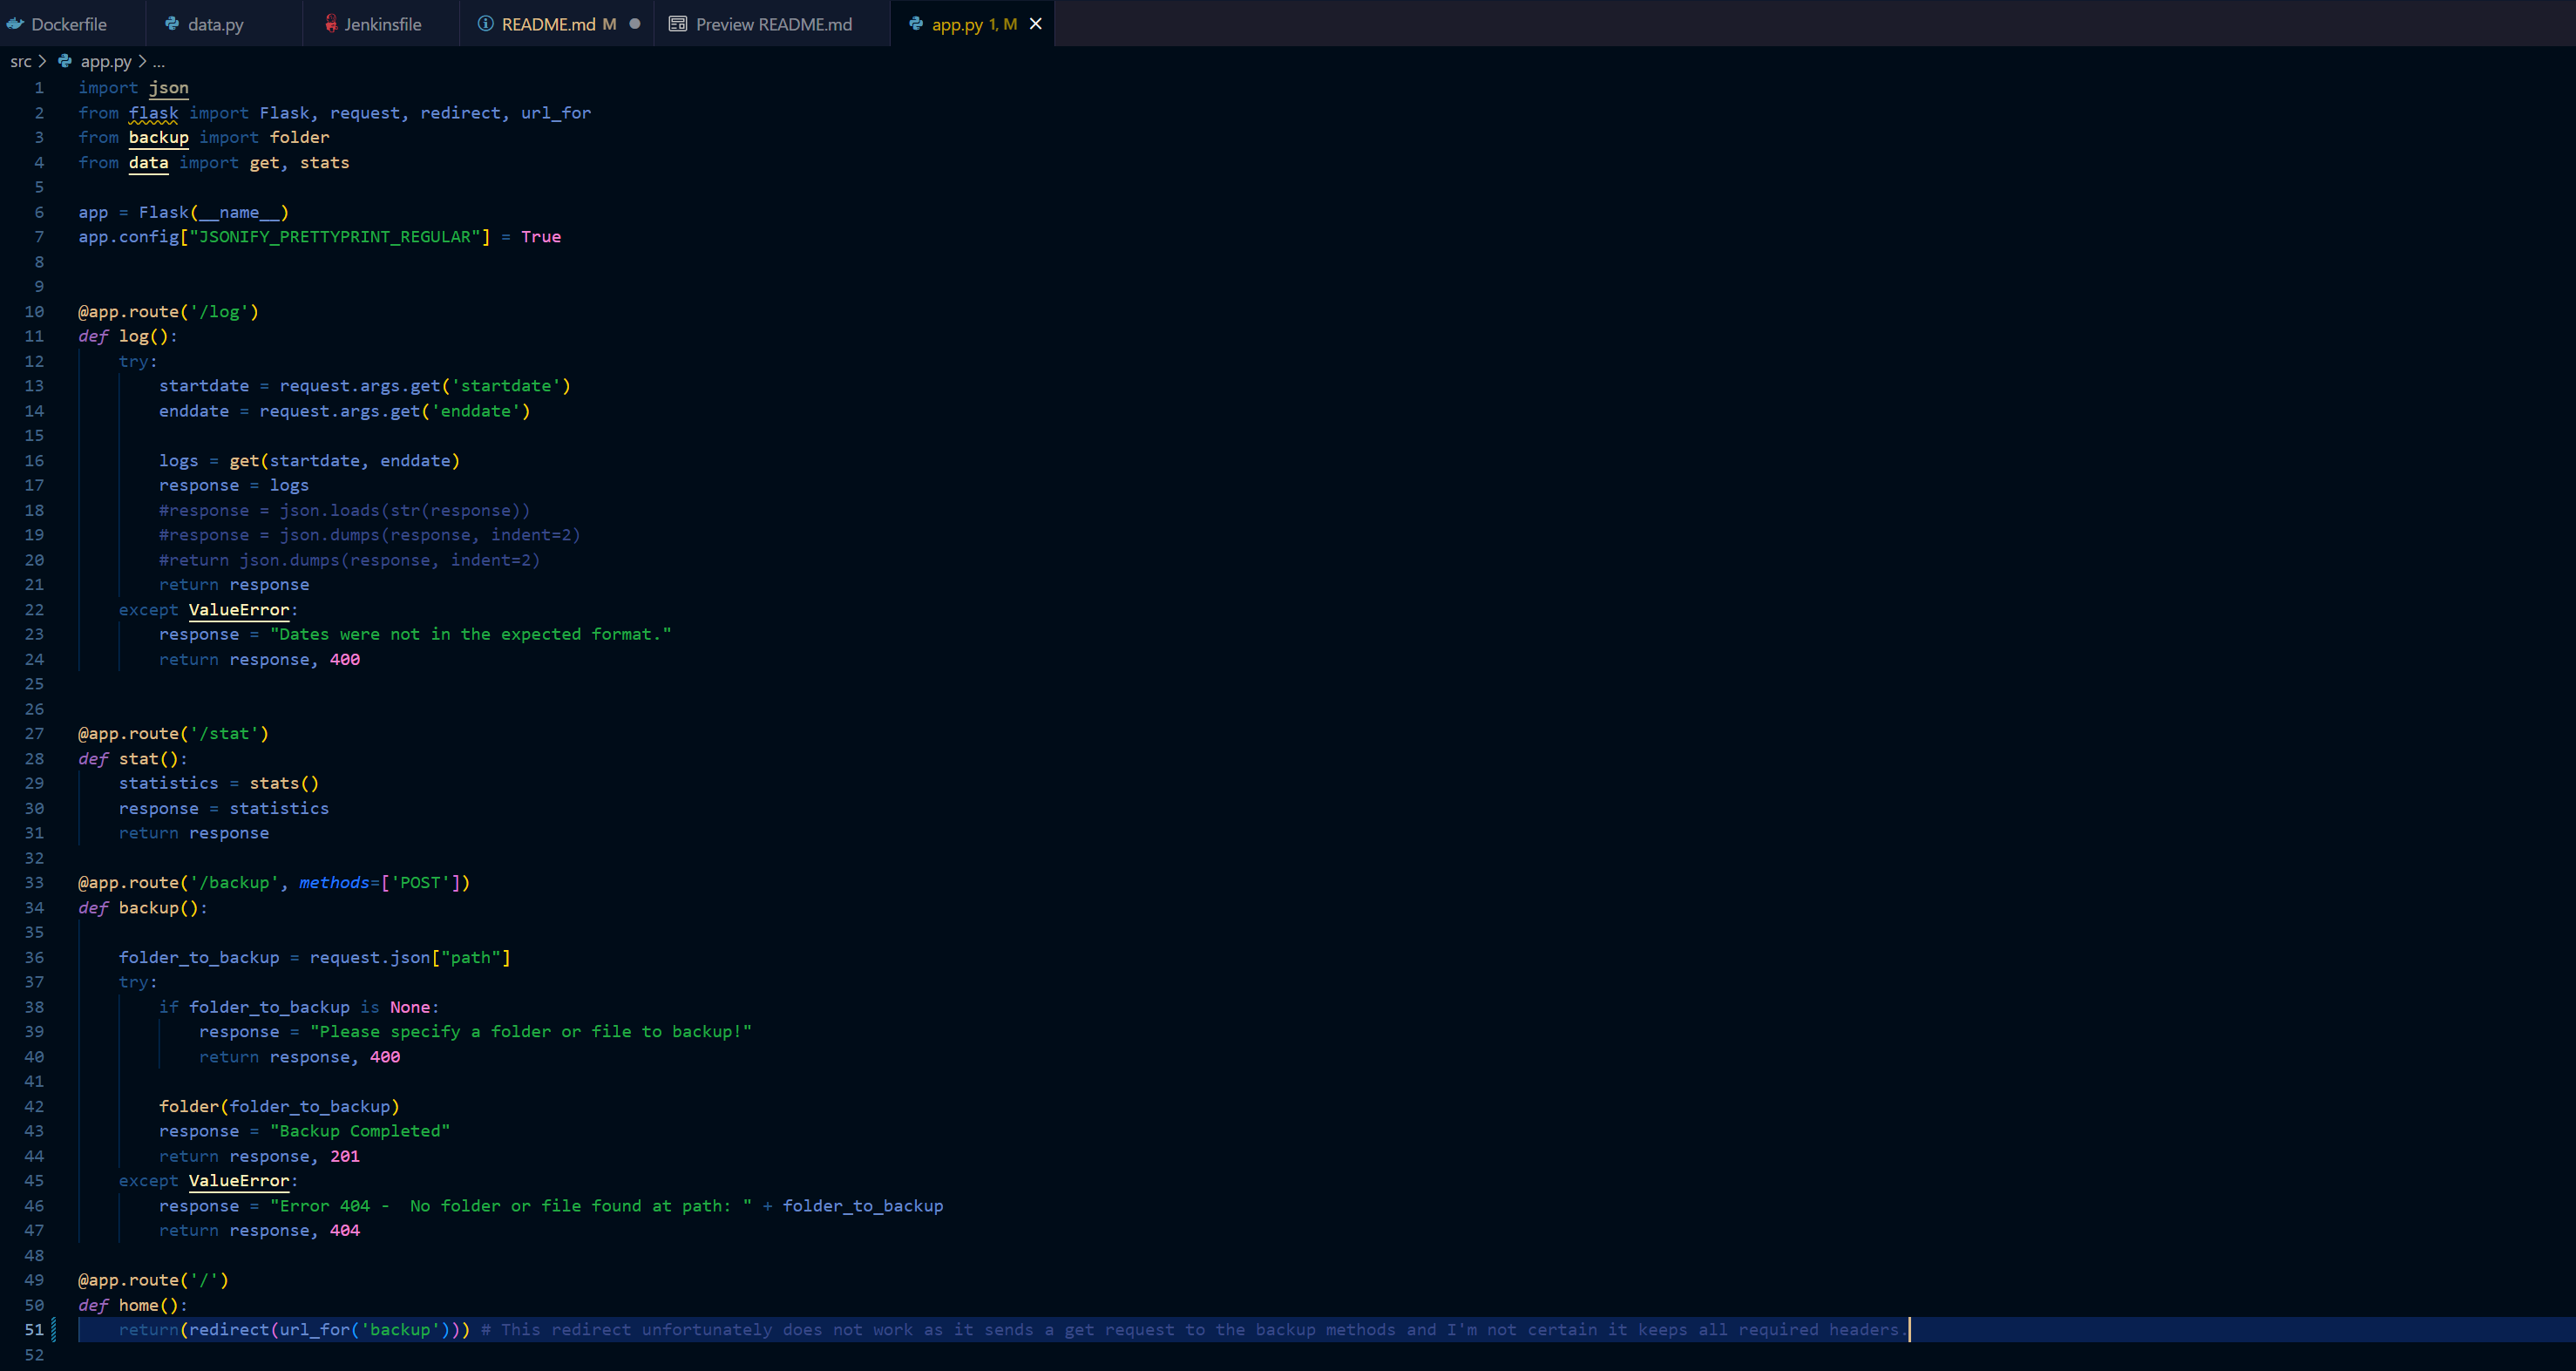 Dockerfile data.py Jenkinsfile README.md M Preview README.md app.py 1, M
src > app.py > ...
1 import json
2 from flask import Flask, request, redirect, url_for
3 from backup import folder
4 from data import get, stats
5
6 app = Flask(__name__)
7 app.config["JSONIFY_PRETTYPRINT_REGULAR"] = True
8
9
10 @app.route('/log')
11 def log():
12     try:
13         startdate = request.args.get('startdate')
14         enddate = request.args.get('enddate')
15
16         logs = get(startdate, enddate)
17         response = logs
18         #response = json.loads(str(response))
19         #response = json.dumps(response, indent=2)
20         #return json.dumps(response, indent=2)
21         return response
22     except ValueError:
23         response = "Dates were not in the expected format."
24         return response, 400
25
26
27 @app.route('/stat')
28 def stat():
29     statistics = stats()
30     response = statistics
31     return response
32
33 @app.route('/backup', methods=['POST'])
34 def backup():
35
36     folder_to_backup = request.json["path"]
37     try:
38         if folder_to_backup is None:
39             response = "Please specify a folder or file to backup!"
40             return response, 400
41
42         folder(folder_to_backup)
43         response = "Backup Completed"
44         return response, 201
45     except ValueError:
46         response = "Error 404 -  No folder or file found at path: " + folder_to_backup
47         return response, 404
48
49 @app.route('/')
50 def home():
51     return(redirect(url_for('backup'))) # This redirect unfortunately does not work as it sends a get request to the backup methods and I'm not certain it keeps all required headers.
52